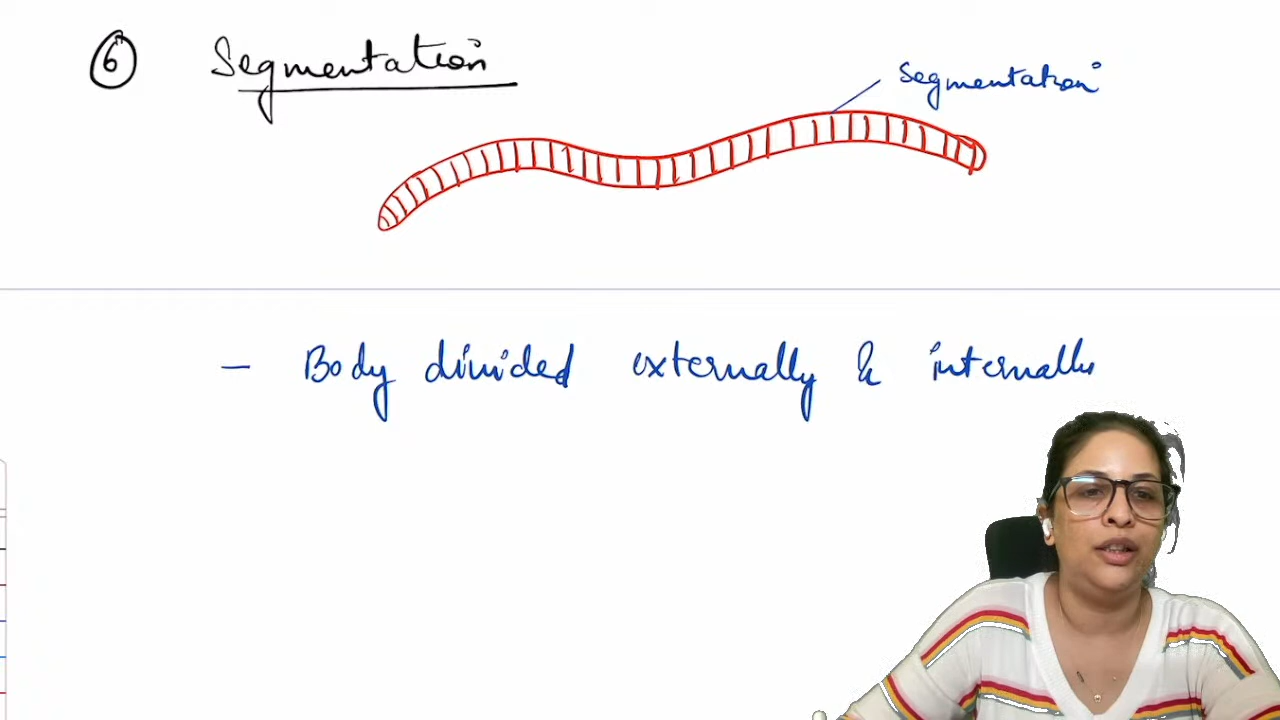 6 Segmentation
segmentation
- Body divided externally & internally